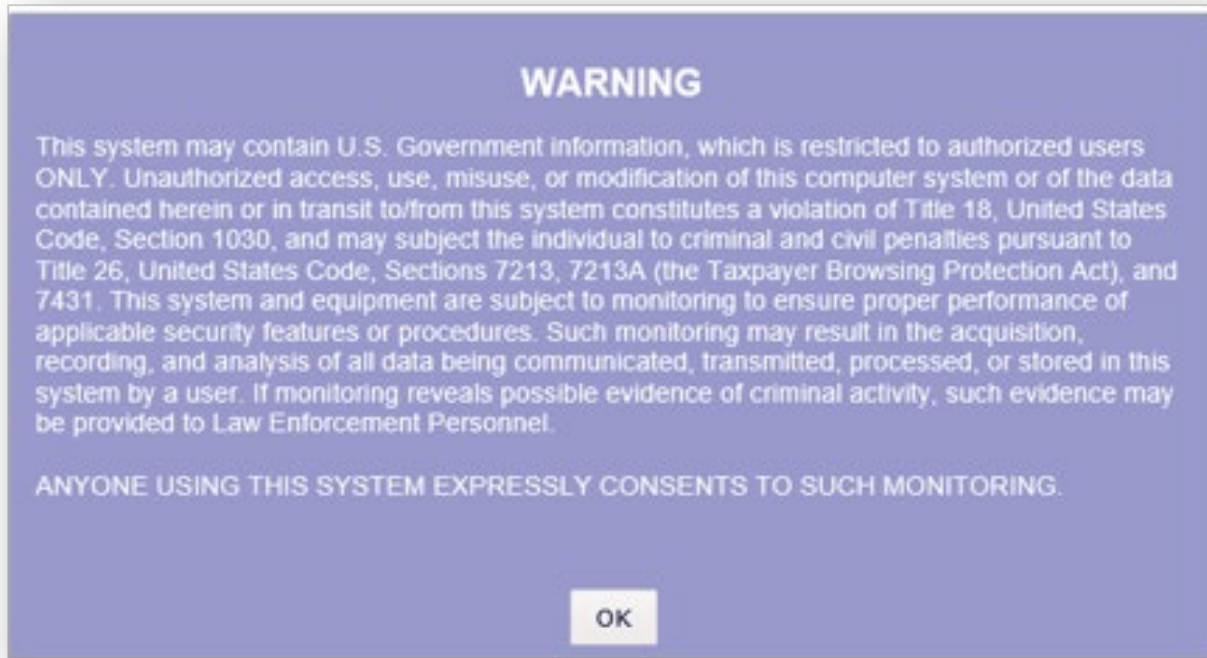 WARNING
This system may contain U.S. Government information, which is restricted to authorized users
ONLY. Unauthorized access, use, misuse, or modification of this computer system or of the data
contained herein or in transit to/from this system constitutes a violation of Title 18, United States
Code, Section 1030, and may subject the individual to criminal and civil penalties pursuant to
Title 26, United States Code, Sections 7213, 7213A (the Taxpayer Browsing Protection Act), and
7431. This system and equipment are subject to monitoring to ensure proper performance of
applicable security features or procedures. Such monitoring may result in the acquisition,
recording, and analysis of all data being communicated, transmitted, processed, or stored in this
system by a user. If monitoring reveals possible evidence of criminal activity, such evidence may
be provided to Law Enforcement Personnel.
ANYONE USING THIS SYSTEM EXPRESSLY CONSENTS TO SUCH MONITORING.
OK